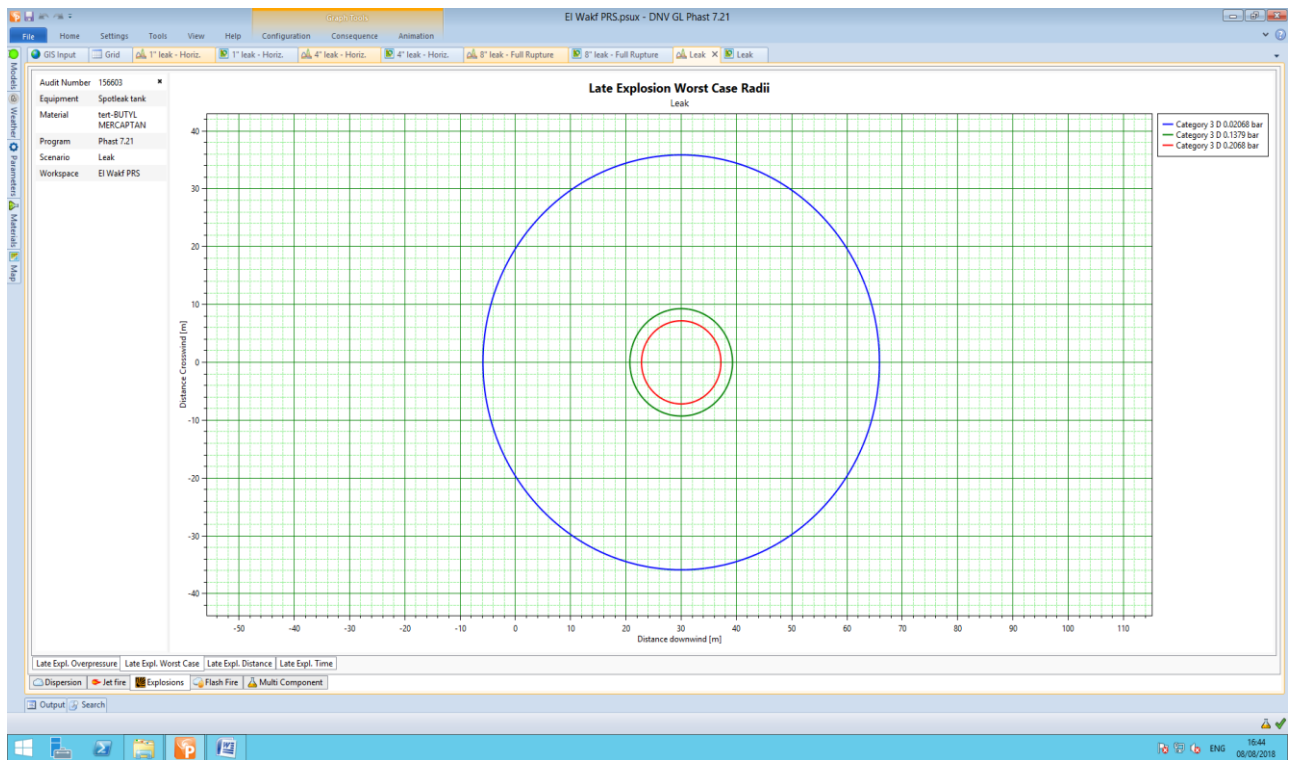 Graph Tools
El Wakf PRS.psux - DNV GL Phast 7.21
File Home Settings Tools View Help Configuration Consequence Animation
GIS Input Grid 1" leak - Horiz. 1" leak - Horiz. 4" leak - Horiz. 4" leak - Horiz. 8" leak - Full Rupture 8" leak - Full Rupture Leak Leak
Models Weather Parameters Materials Map
Audit Number 156603
Equipment Spotleak tank
Material tert-BUTYL
MERCAPTAN
Program Phast 7.21
Scenario Leak
Workspace El Wakf PRS
Late Explosion Worst Case Radii
Leak
Category 3 D 0.02068 bar
Category 3 D 0.1379 bar
Category 3 D 0.2068 bar
Distance Crosswind [m]
40
30
20
10
0
-10
-20
-30
-40
-50 -40 -30 -20 -10 0 10 20 30 40 50 60 70 80 90 100 110
Distance downwind [m]
Late Expl. Overpressure Late Expl. Worst Case Late Expl. Distance Late Expl. Time
Dispersion Jet fire Explosions Flash Fire Multi Component
Output Search
ENG
16:44
08/08/2018